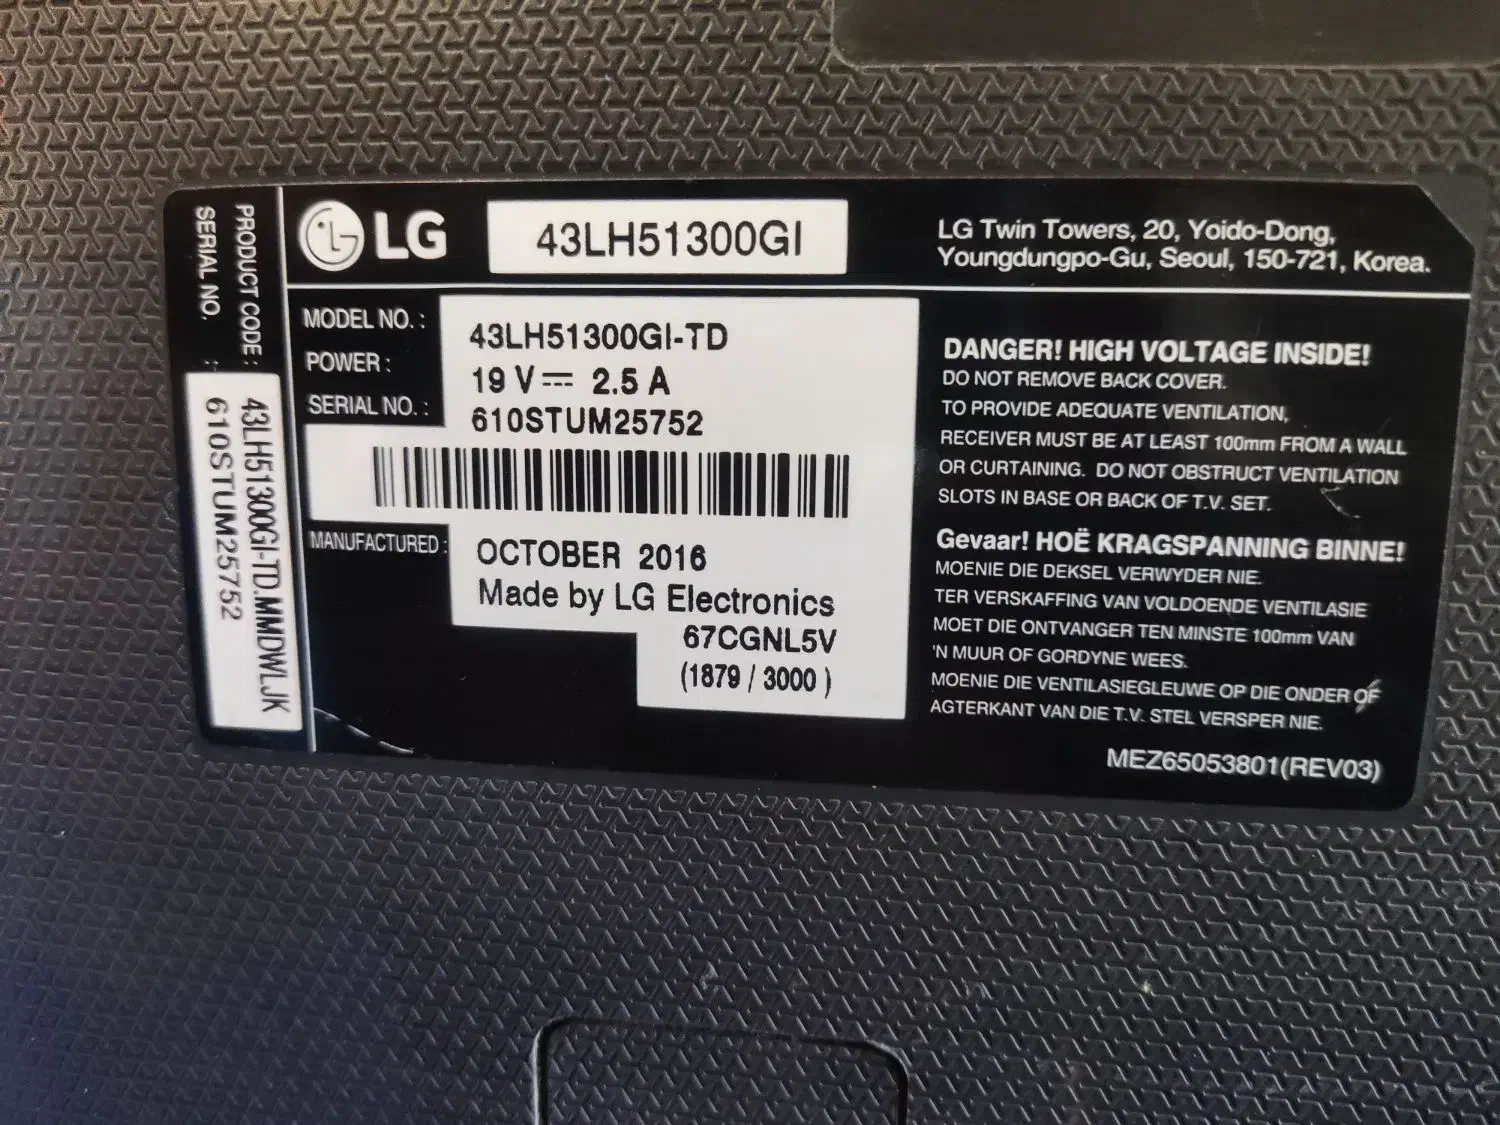 PRODUCT CODE : 43LH51300GI-TD.MMMDWLJK
SERIAL NO. : 610STUM25752
LG
43LH51300GI
LG Twin Towers, 20, Yoido-Dong,
Youngdungpo-Gu, Seoul, 150-721, Korea.
MODEL NO. : 43LH51300GI-TD
POWER : 19 V⎓ 2.5 A
SERIAL NO. : 610STUM25752
MANUFACTURED : OCTOBER 2016
Made by LG Electronics
67CGNL5V
(1879 / 3000 )
DANGER! HIGH VOLTAGE INSIDE!
DO NOT REMOVE BACK COVER.
TO PROVIDE ADEQUATE VENTILATION,
RECEIVER MUST BE AT LEAST 100mm FROM A WALL
OR CURTAINING. DO NOT OBSTRUCT VENTILATION
SLOTS IN BASE OR BACK OF T.V. SET.
Gevaar! HOË KRAGSPANNING BINNE!
MOENIE DIE DEKSEL VERWYDER NIE.
TER VERSKAFFING VAN VOLDOENDE VENTILASIE
MOET DIE ONTVANGER TEN MINSTE 100mm VAN
'N MUUR OF GORDYNE WEES.
MOENIE DIE VENTILASIEGLEUWE OP DIE ONDER OF
AGTERKANT VAN DIE T.V. STEL VERSPER NIE.
MEZ65053801(REV03)